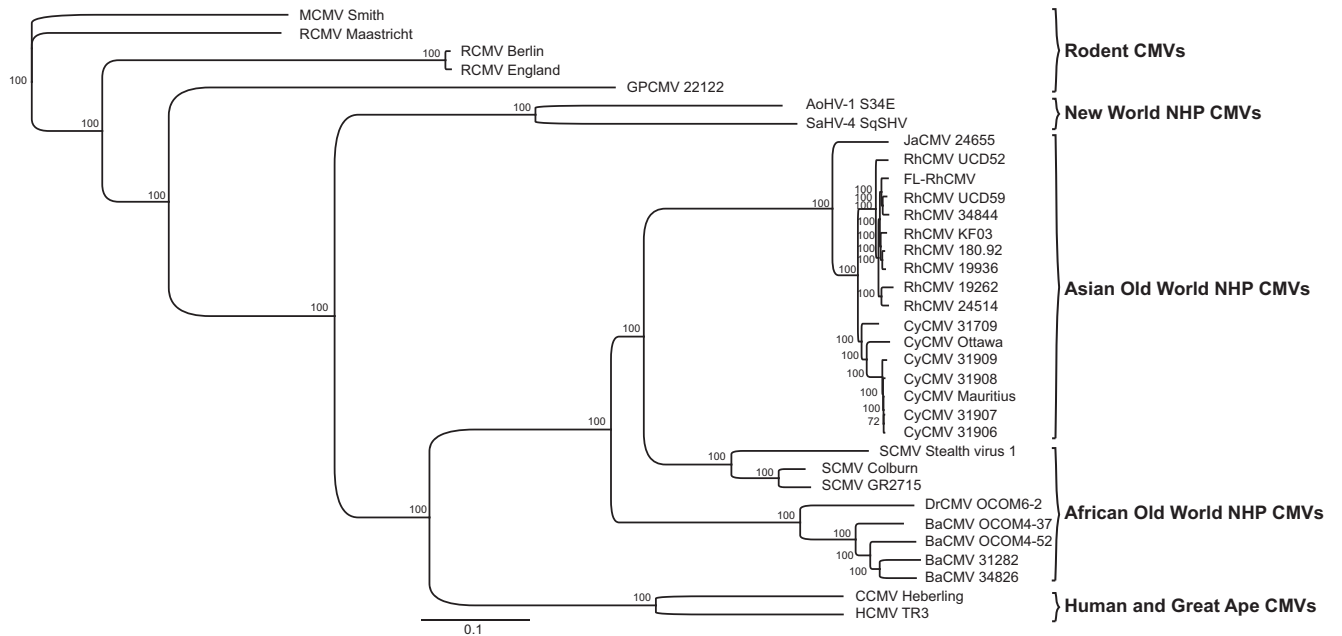 MCMV Smith
RCMV Maastricht
100
RCMV Berlin
100
RCMV England
Rodent CMVs
GPCMV 22122
100
AoHV-1 S34E
100
SaHV-4 SqSHV
New World NHP CMVs
JaCMV 24655
RhCMV UCD52
FL-RhCMV
100
100
RhCMV UCD59
100
100
100
RhCMV 34844
100
RhCMV KF03
100
100
RhCMV 180.92
100
RhCMV 19936
100
RhCMV 19262
100
RhCMV 24514
Asian Old World NHP CMVs
100
CyCMV 31709
100
100
CyCMV Ottawa
100
CyCMV 31909
100
CyCMV 31908
100
CyCMV Mauritius
100
CyCMV 31907
72
CyCMV 31906
100
SCMV Stealth virus 1
100
SCMV Colburn
SCMV GR2715
100
DrCMV OCOM6-2
100
African Old World NHP CMVs
BaCMV OCOM4-37
100
BaCMV OCOM4-52
100
BaCMV 31282
100
BaCMV 34826
100
CCMV Heberling
HCMV TR3
Human and Great Ape CMVs
0.1